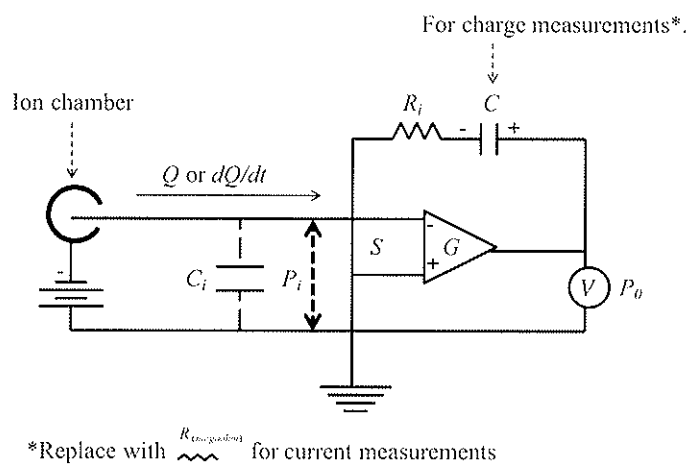 For charge measurements*.
Ion chamber
R_i
C
- +
Q or dQ/dt
-
S
G
+
-
C_i
P_i
V
P_0
*Replace with R for current measurements